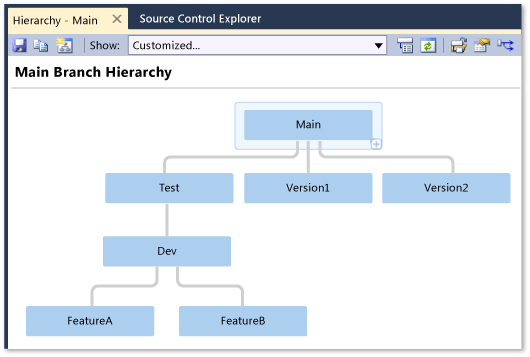 Hierarchy - Main
Source Control Explorer
Show: Customized...
Main Branch Hierarchy
Main
Test Version1 Version2
Dev
FeatureA FeatureB